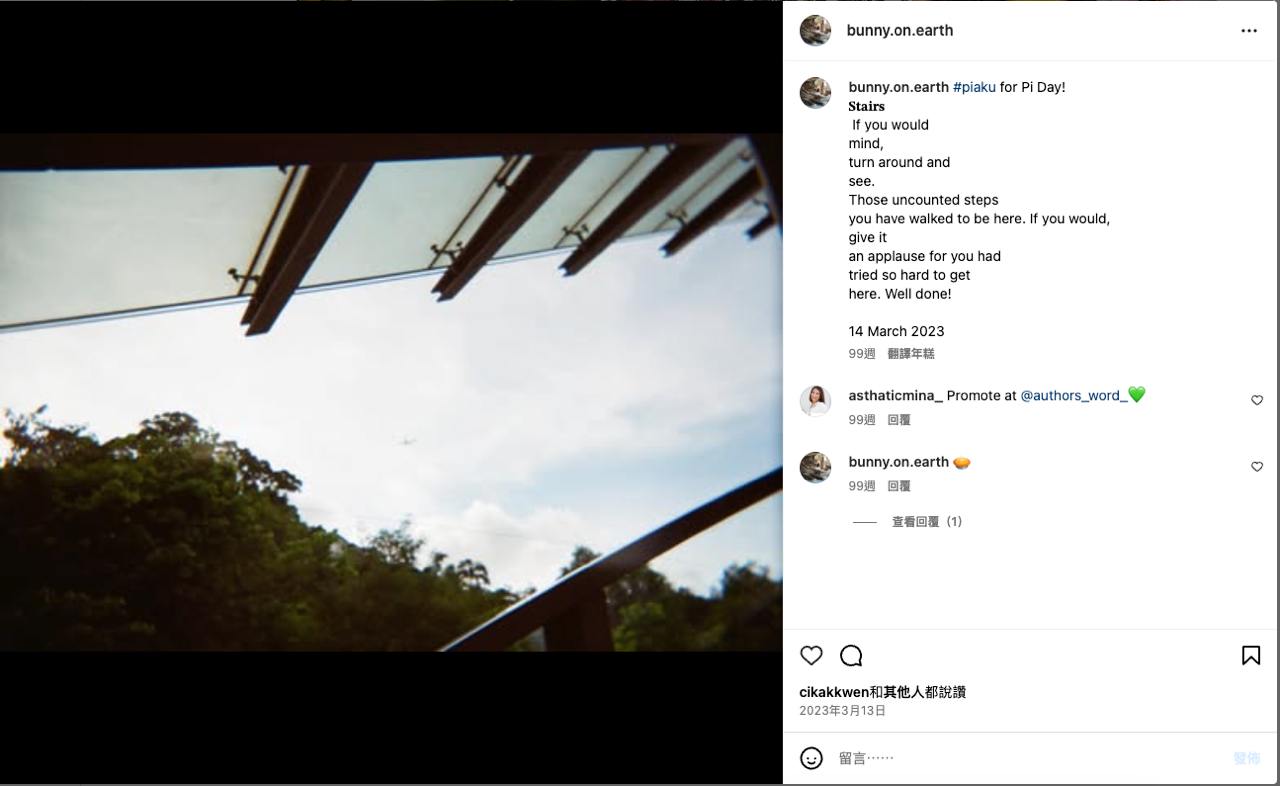 bunny.on.earth
bunny.on.earth #piaku for Pi Day!
𝐒𝐭𝐚𝐢𝐫𝐬
If you would
mind,
turn around and
see.
Those uncounted steps
you have walked to be here. If you would,
give it
an applause for you had
tried so hard to get
here. Well done!
14 March 2023
99週 翻譯年糕
asthaticmina_ Promote at @authors_word_💚
99週 回覆
bunny.on.earth 🥧
99週 回覆
查看回覆（1）
cikakkwen和其他人都說讚
2023年3月13日
留言……
發佈